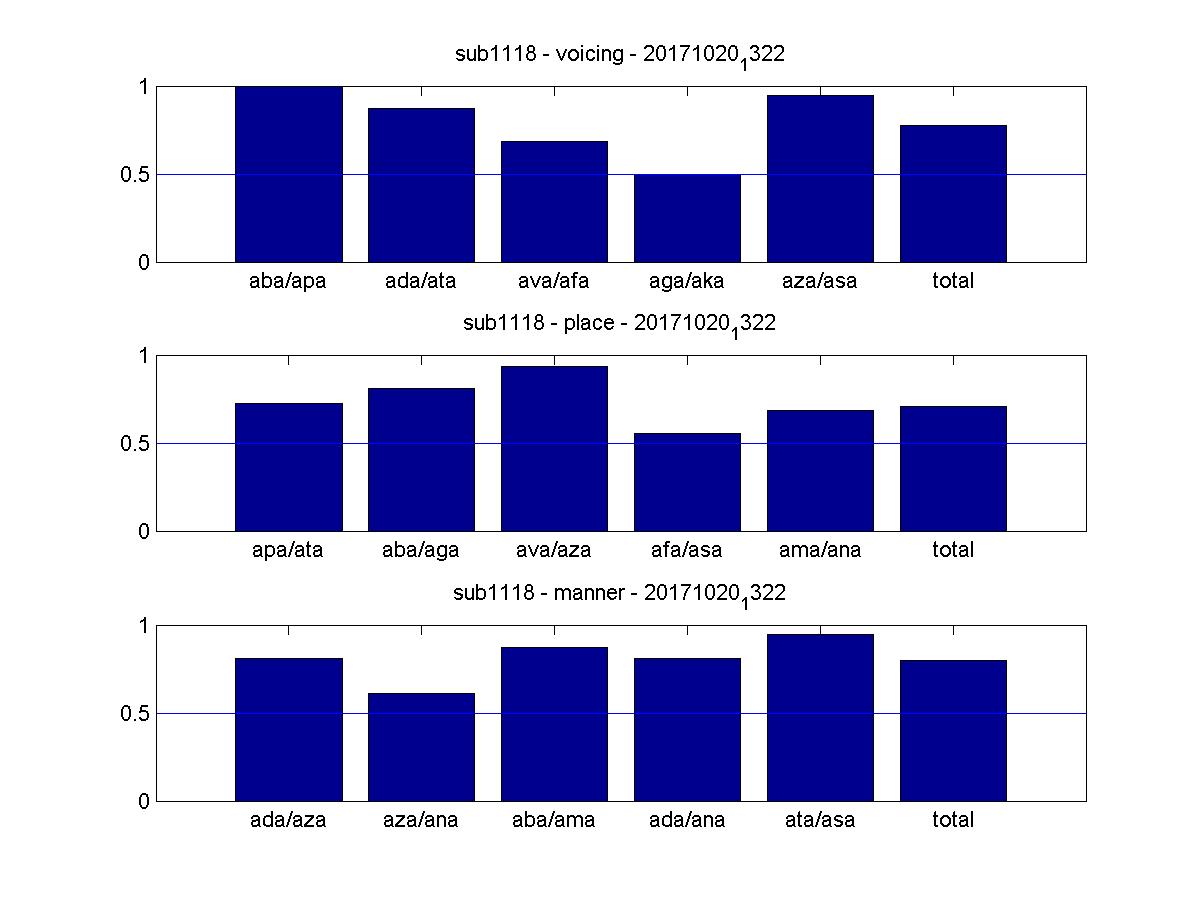 sub1118 - voicing - 20171020₁322
1
0.5
0
aba/apa ada/ata ava/afa aga/aka aza/asa total
sub1118 - place - 20171020₁322
1
0.5
0
apa/ata aba/aga ava/aza afa/asa ama/ana total
sub1118 - manner - 20171020₁322
1
0.5
0
ada/aza aza/ana aba/ama ada/ana ata/asa total